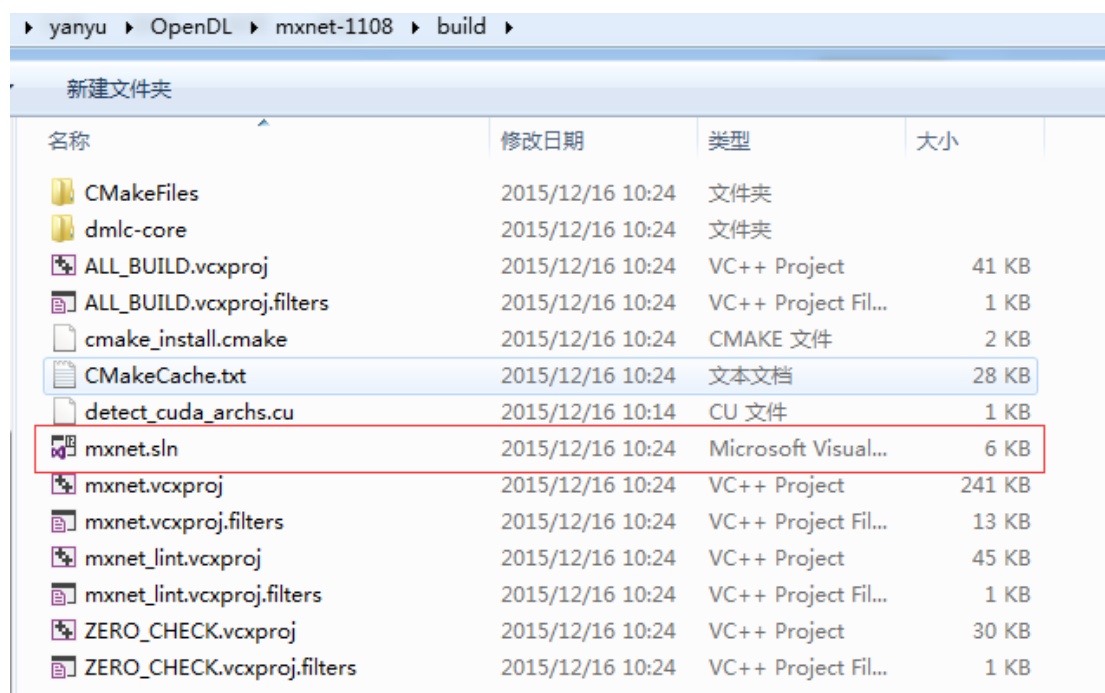 yanyu OpenDL mxnet-1108 build
新建文件夹
名称 修改日期 类型 大小
CMakeFiles 2015/12/16 10:24 文件夹
dmlc-core 2015/12/16 10:24 文件夹
ALL_BUILD.vcxproj 2015/12/16 10:24 VC++ Project 41 KB
ALL_BUILD.vcxproj.filters 2015/12/16 10:24 VC++ Project Fil... 1 KB
cmake_install.cmake 2015/12/16 10:24 CMAKE 文件 2 KB
CMakeCache.txt 2015/12/16 10:24 文本文档 28 KB
detect_cuda_archs.cu 2015/12/16 10:14 CU 文件 1 KB
mxnet.sln 2015/12/16 10:24 Microsoft Visual... 6 KB
mxnet.vcxproj 2015/12/16 10:24 VC++ Project 241 KB
mxnet.vcxproj.filters 2015/12/16 10:24 VC++ Project Fil... 13 KB
mxnet_lint.vcxproj 2015/12/16 10:24 VC++ Project 45 KB
mxnet_lint.vcxproj.filters 2015/12/16 10:24 VC++ Project Fil... 1 KB
ZERO_CHECK.vcxproj 2015/12/16 10:24 VC++ Project 30 KB
ZERO_CHECK.vcxproj.filters 2015/12/16 10:24 VC++ Project Fil... 1 KB